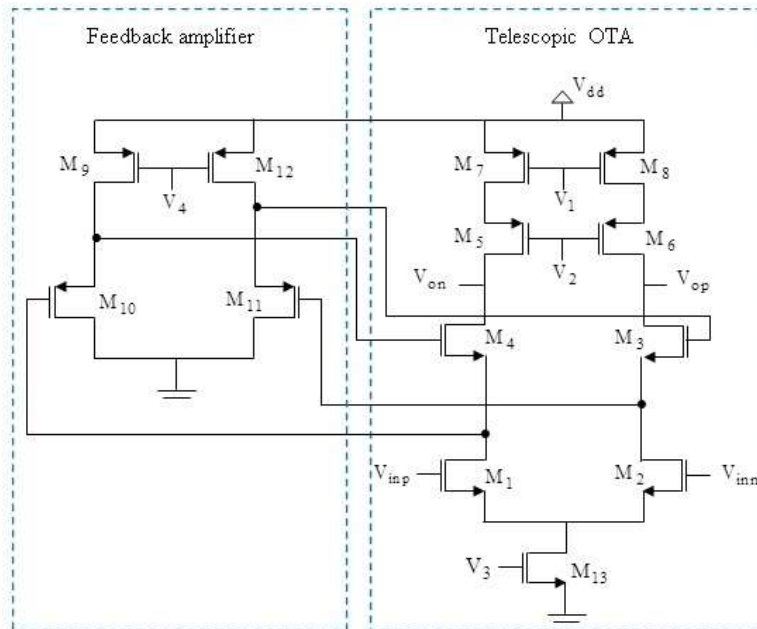 Feedback amplifier
Telescopic OTA
Vdd
M9
M12
M7
M8
V4
V1
M5
M6
Von
V2
Vop
M10
M11
M4
M3
Vinp
M1
M2
Vinn
V3
M13